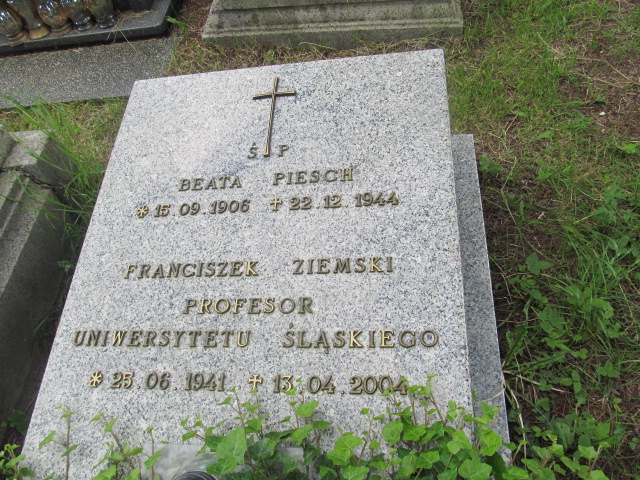 Ś P
BEATA PIESCH
* 15.09.1906 ✝ 22.12.1944
FRANCISZEK ZIEMSKI
PROFESOR
UNIWERSYTETU ŚLĄSKIEGO
* 25.06.1941 ✝ 13.04.2004